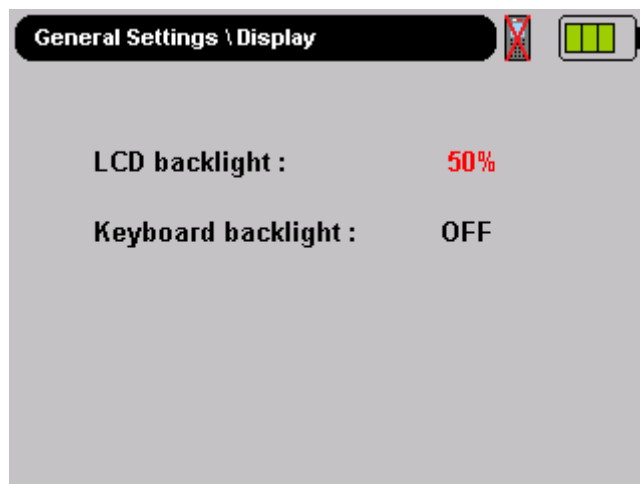 General Settings \ Display
LCD backlight : 50%
Keyboard backlight : OFF